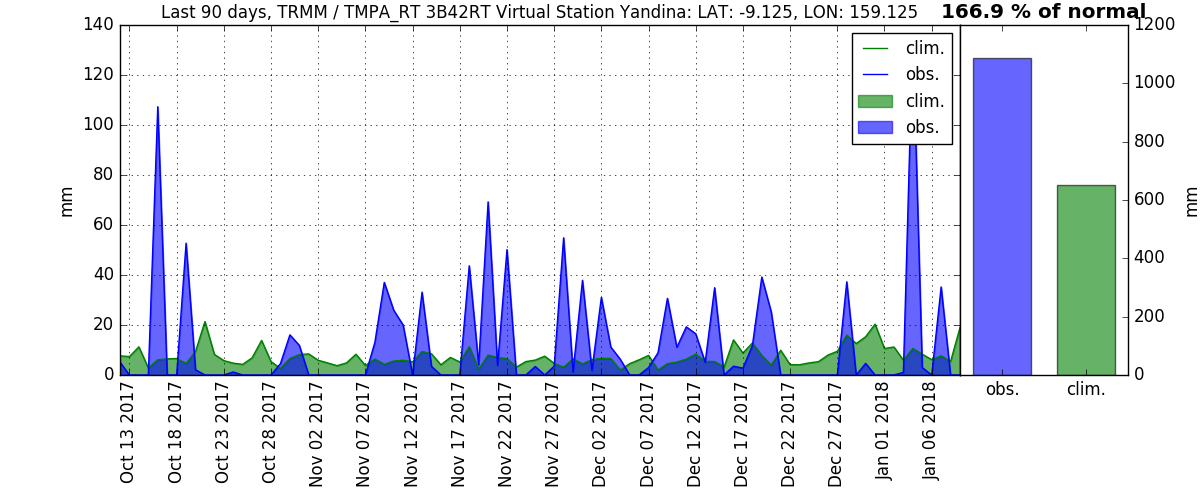 Last 90 days, TRMM / TMPA_RT 3B42RT Virtual Station Yandina: LAT: -9.125, LON: 159.125
166.9 % of normal
140
120
100
80
60
40
20
0
mm
clim.
obs.
clim.
obs.
1200
1000
800
600
400
200
0
mm
obs.
clim.
Oct 13 2017
Oct 18 2017
Oct 23 2017
Oct 28 2017
Nov 02 2017
Nov 07 2017
Nov 12 2017
Nov 17 2017
Nov 22 2017
Nov 27 2017
Dec 02 2017
Dec 07 2017
Dec 12 2017
Dec 17 2017
Dec 22 2017
Dec 27 2017
Jan 01 2018
Jan 06 2018